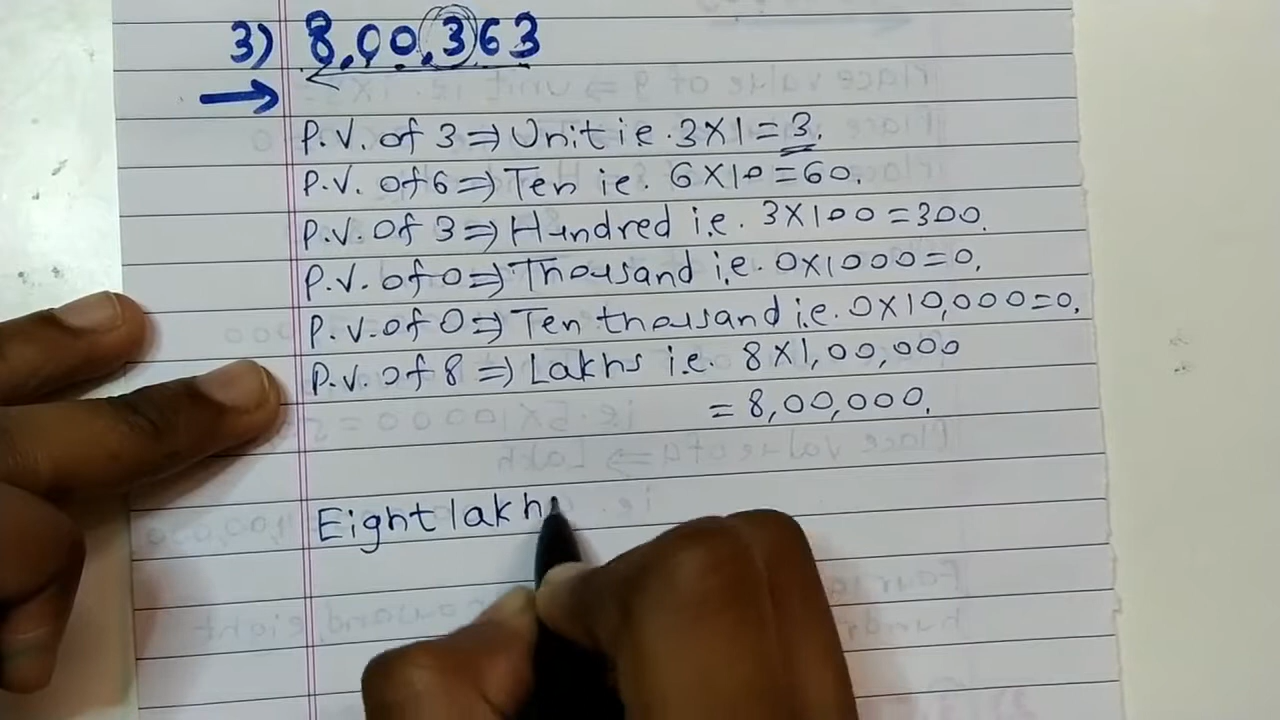 3) 8,00,363
P.V. of 3 ⇒ Unit i.e. 3×1=3.
P.V. of 6 ⇒ Ten ie. 6×10=60.
P.V. of 3 ⇒ Hundred i.e. 3×100=300.
P.V. of 0 ⇒ Thousand i.e. 0×1000=0.
P.V. of 0 ⇒ Ten thousand i.e. 0×10,000=0.
P.V. of 8 ⇒ Lakhs i.e. 8×1,00,000
= 8,00,000.
Eight lakh